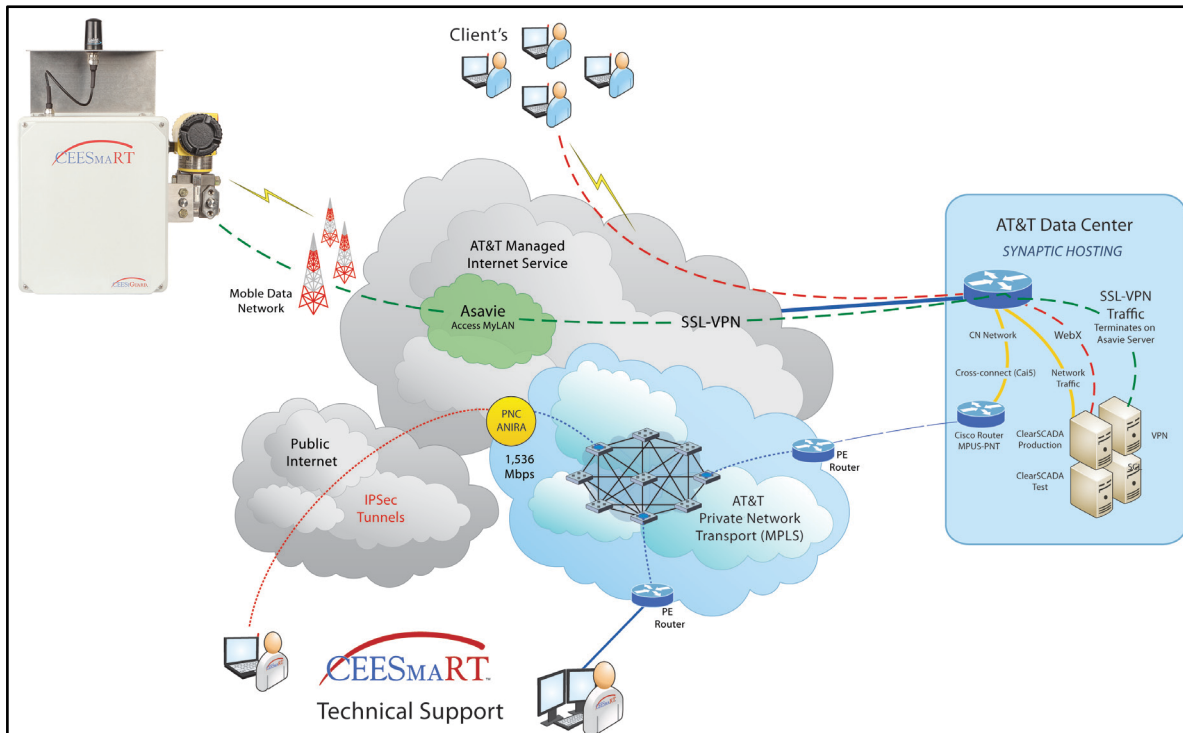 Client's
CEESMART
CEESGUARD
Moble Data
Network
AT&T Managed
Internet Service
Asavie
Access MyLAN
SSL-VPN
AT&T Data Center
SYNAPTIC HOSTING
SSL-VPN
Traffic
Terminates on
Asavie Server
CN Network
WebX
Cross-connect (Cai5)
Network
Traffic
Cisco Router
MPUS-PNT
ClearSCADA
Production
VPN
ClearSCADA
Test
SGi
PNC
ANIRA
1,536
Mbps
Public
Internet
IPSec
Tunnels
PE
Router
AT&T
Private Network
Transport (MPLS)
PE
Router
CEESMART™
Technical Support